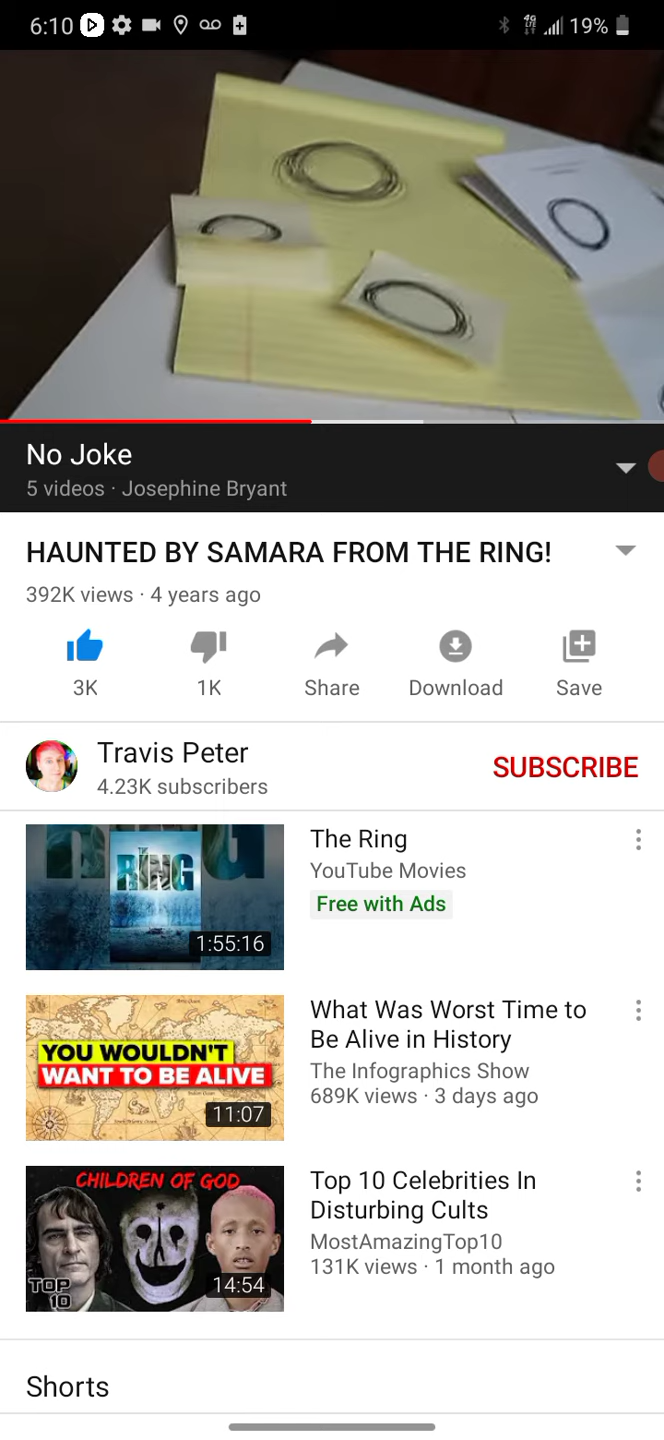 6:10
4G
LTE
19%
No Joke
5 videos · Josephine Bryant
HAUNTED BY SAMARA FROM THE RING!
392K views · 4 years ago
3K
1K
Share
Download
Save
Travis Peter
4.23K subscribers
SUBSCRIBE
THE
RING
1:55:16
The Ring
YouTube Movies
Free with Ads
YOU WOULDN'T
WANT TO BE ALIVE
11:07
What Was Worst Time to
Be Alive in History
The Infographics Show
689K views · 3 days ago
CHILDREN OF GOD
TOP
10
14:54
Top 10 Celebrities In
Disturbing Cults
MostAmazingTop10
131K views · 1 month ago
Shorts